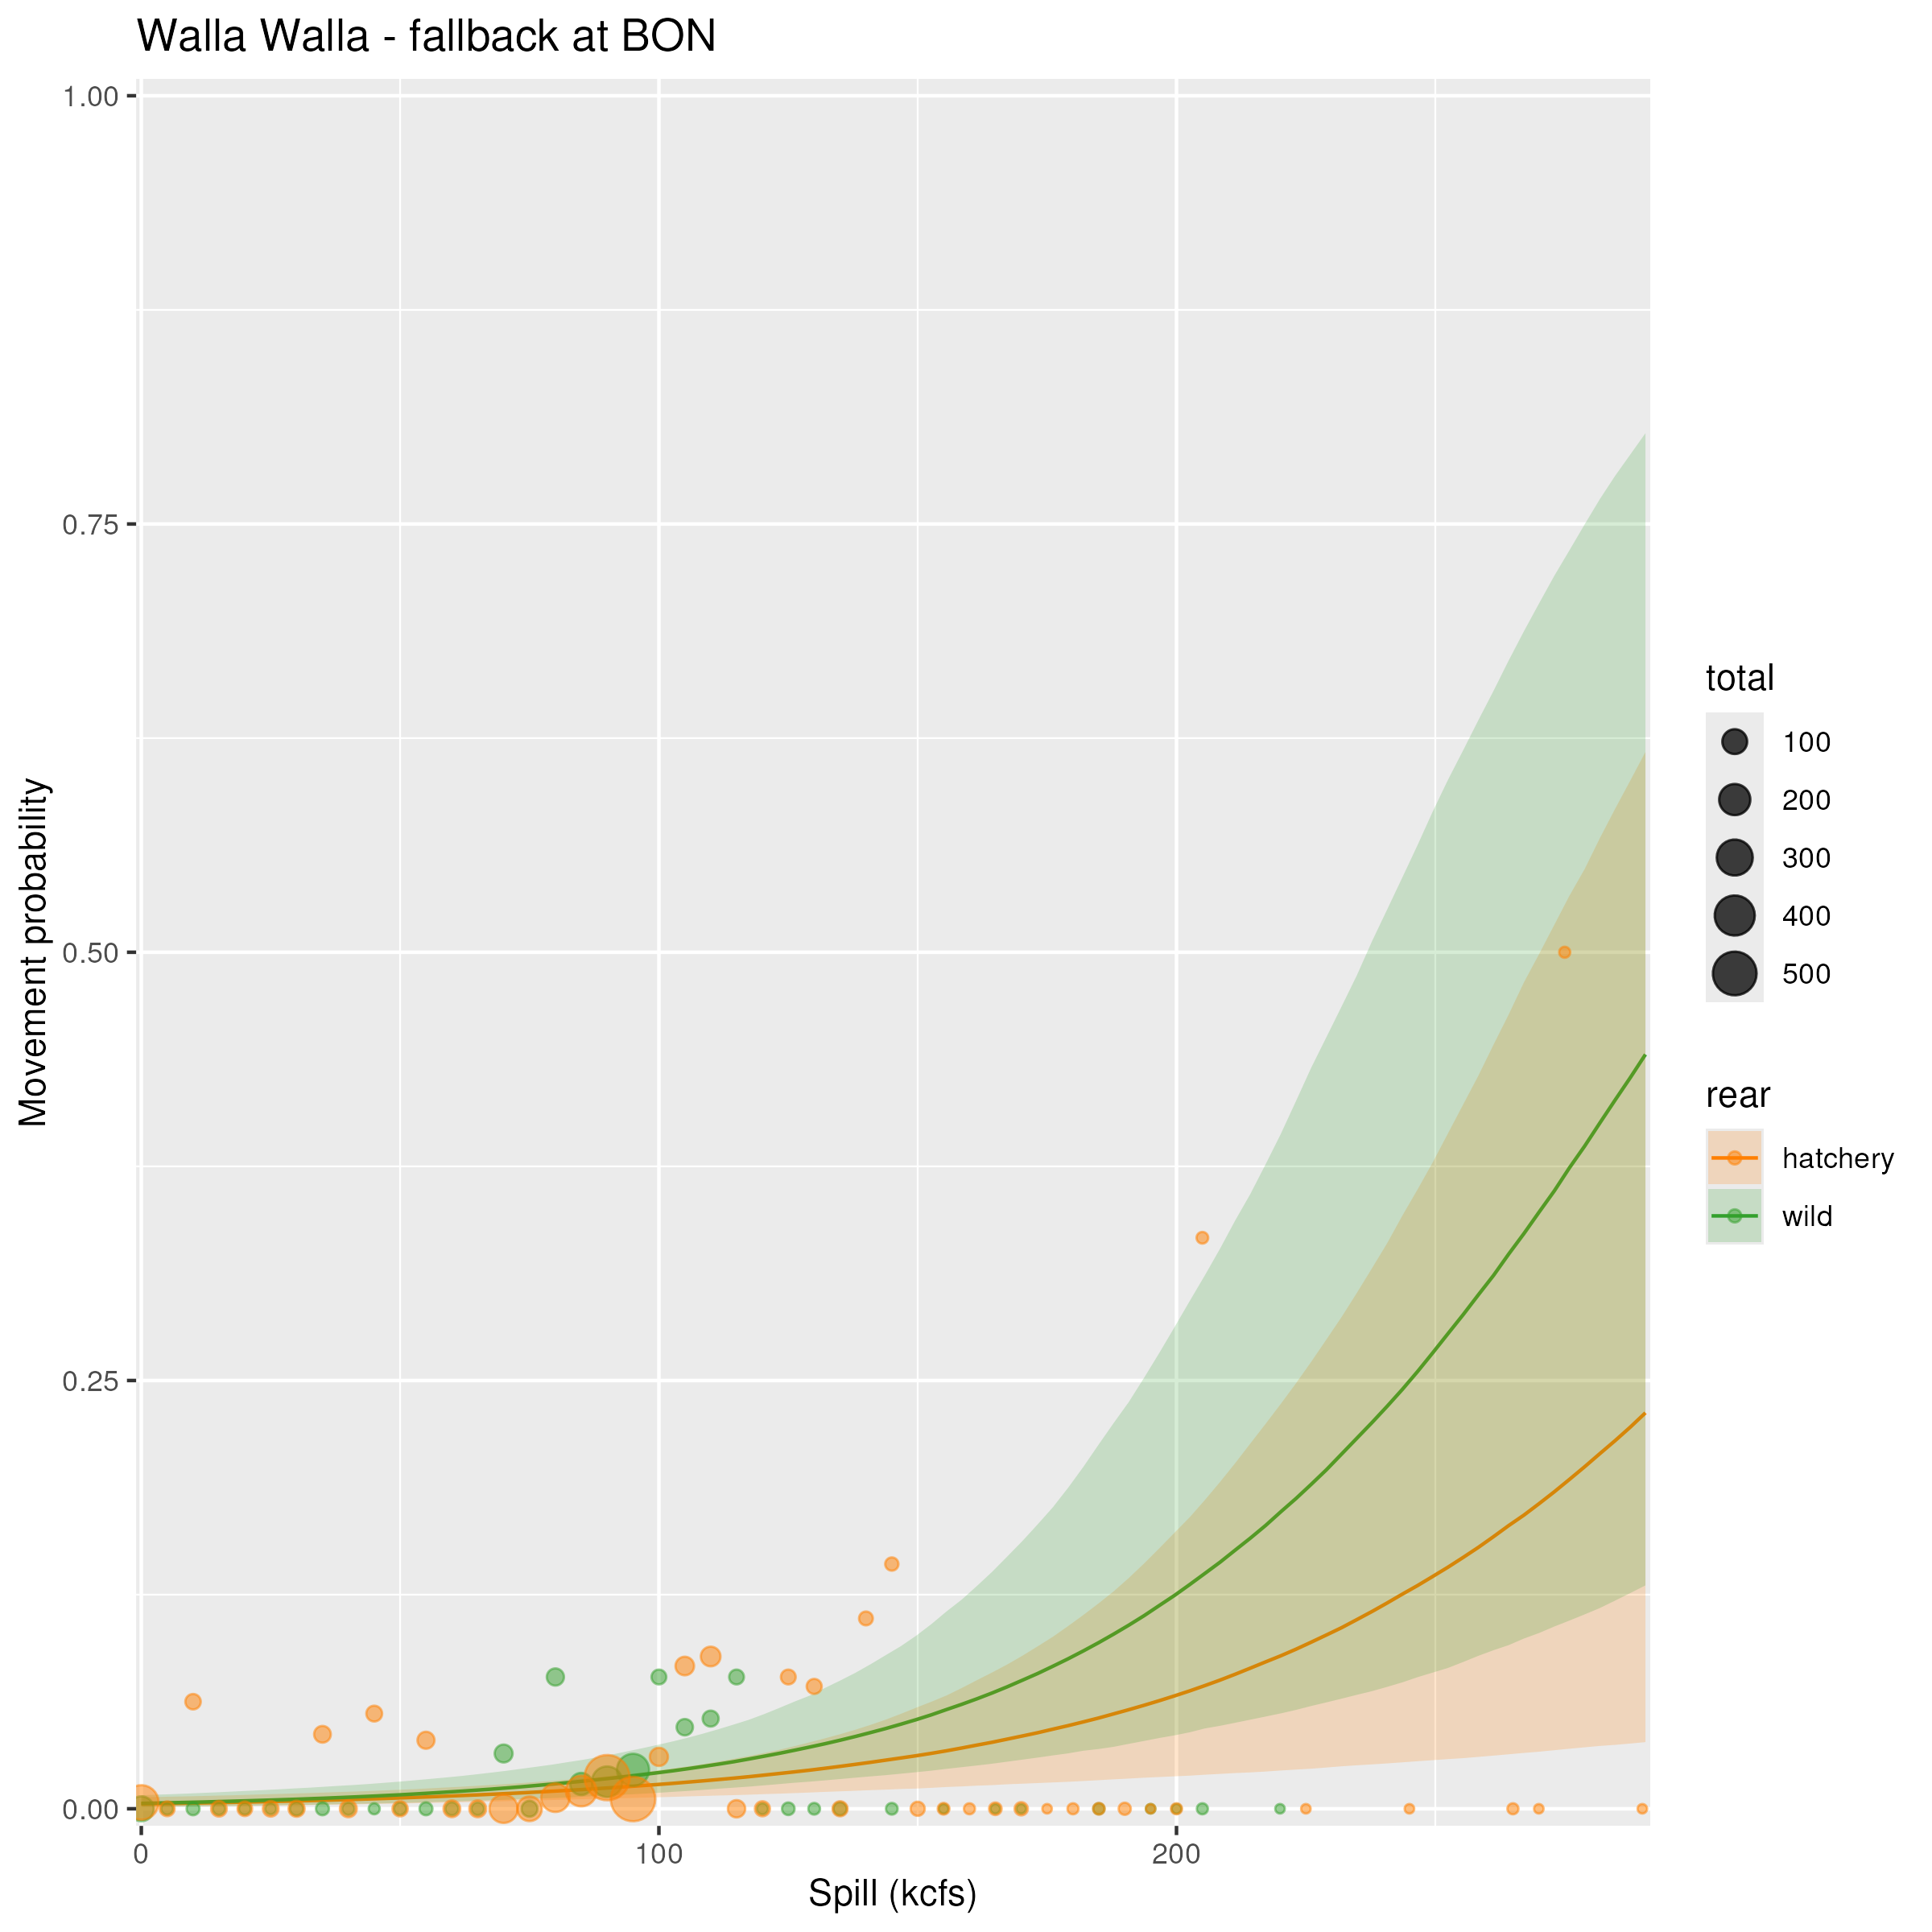 Walla Walla - fallback at BON
1.00
0.75
0.50
0.25
0.00
Movement probability
0
100
200
Spill (kcfs)
total
100
200
300
400
500
rear
hatchery
wild